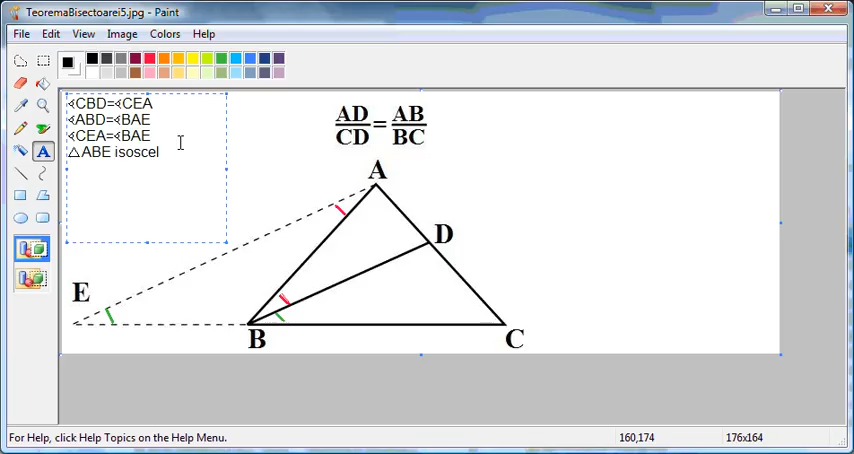 TeoremaBisectoarei5.jpg - Paint
File Edit View Image Colors Help
∢CBD=∢CEA
∢ABD=∢BAE
∢CEA=∢BAE
△ABE isoscel
AD = AB
CD BC
A
D
E
B
C
A
For Help, click Help Topics on the Help Menu.
160,174
176x164